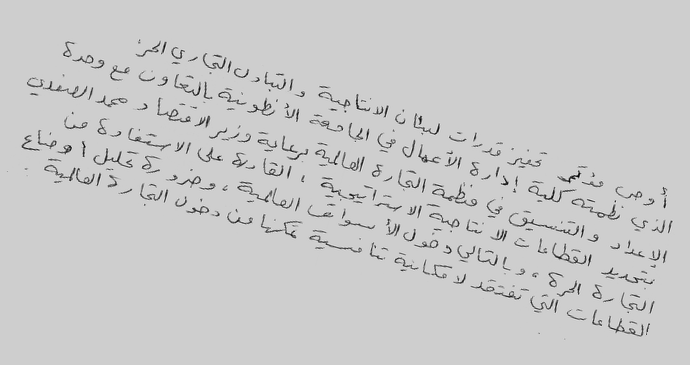 أوصى مؤتمر تحفيز قدرات لبنان الانتاجية والتبادل التجاري الحر،
الذي نظمته كلية إدارة الأعمال في الجامعة الأنطونية بالتعاون مع وحدة
الإعداد والتنسيق في منظمة التجارة العالمية برعاية وزير الاقتصاد محمد الصفدي
بتحديد القطاعات الانتاجية الاستراتيجية، القادرة على الاستفادة من
التجارة الحرة، وبالتالي دخول الأسواق العالمية، وضرورة تحليل أوضاع
القطاعات التي تفتقد لامكانية تنافسية تمكنها من دخول التجارة العالمية.